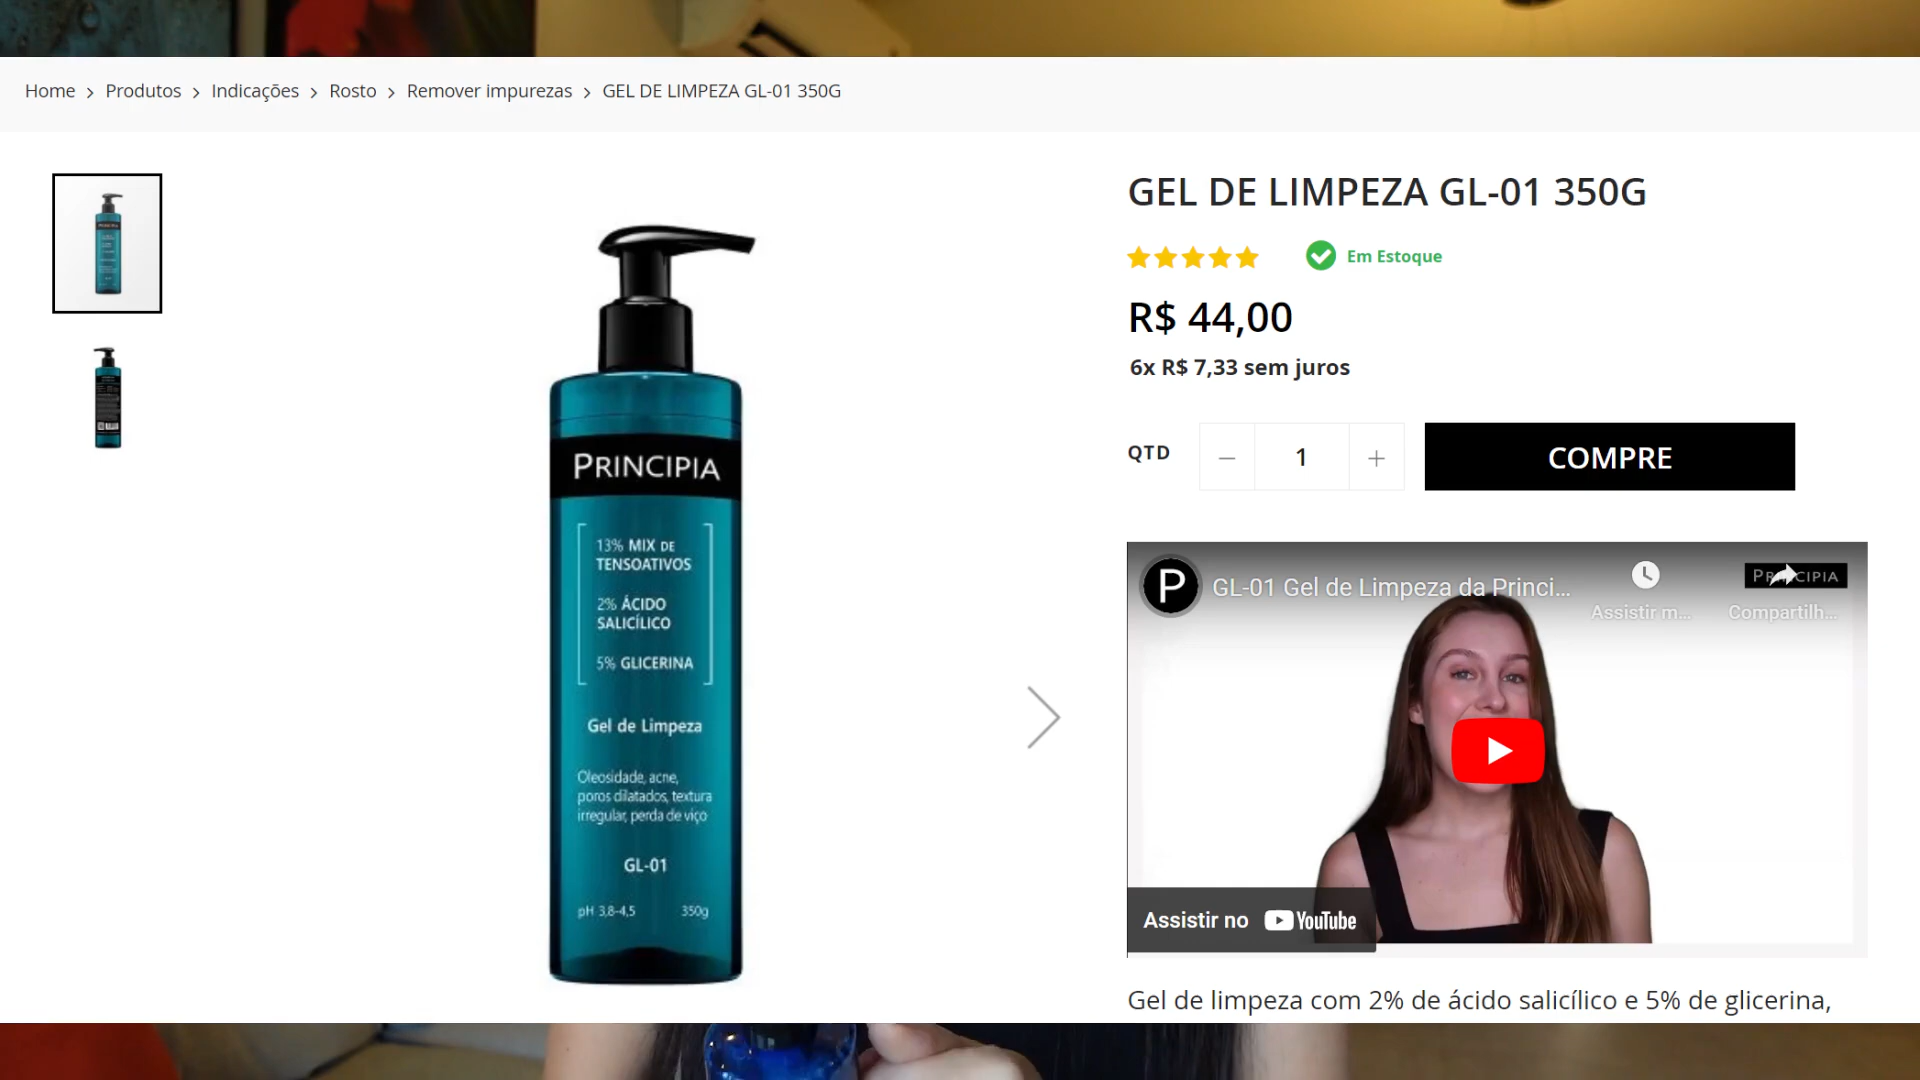 Home > Produtos > Indicações > Rosto > Remover impurezas > GEL DE LIMPEZA GL-01 350G
PRINCIPIA
13% MIX DE
TENSOATIVOS
2% ÁCIDO
SALICÍLICO
5% GLICERINA
Gel de Limpeza
Oleosidade, acne,
poros dilatados, textura
irregular, perda de viço
GL-01
pH 3,8-4,5 350g
GEL DE LIMPEZA GL-01 350G
Em Estoque
R$ 44,00
6x R$ 7,33 sem juros
QTD − 1 + COMPRE
P GL-01 Gel de Limpeza da Princi...
Assistir m...
PRINCIPIA
Compartilh...
Assistir no YouTube
Gel de limpeza com 2% de ácido salicílico e 5% de glicerina,